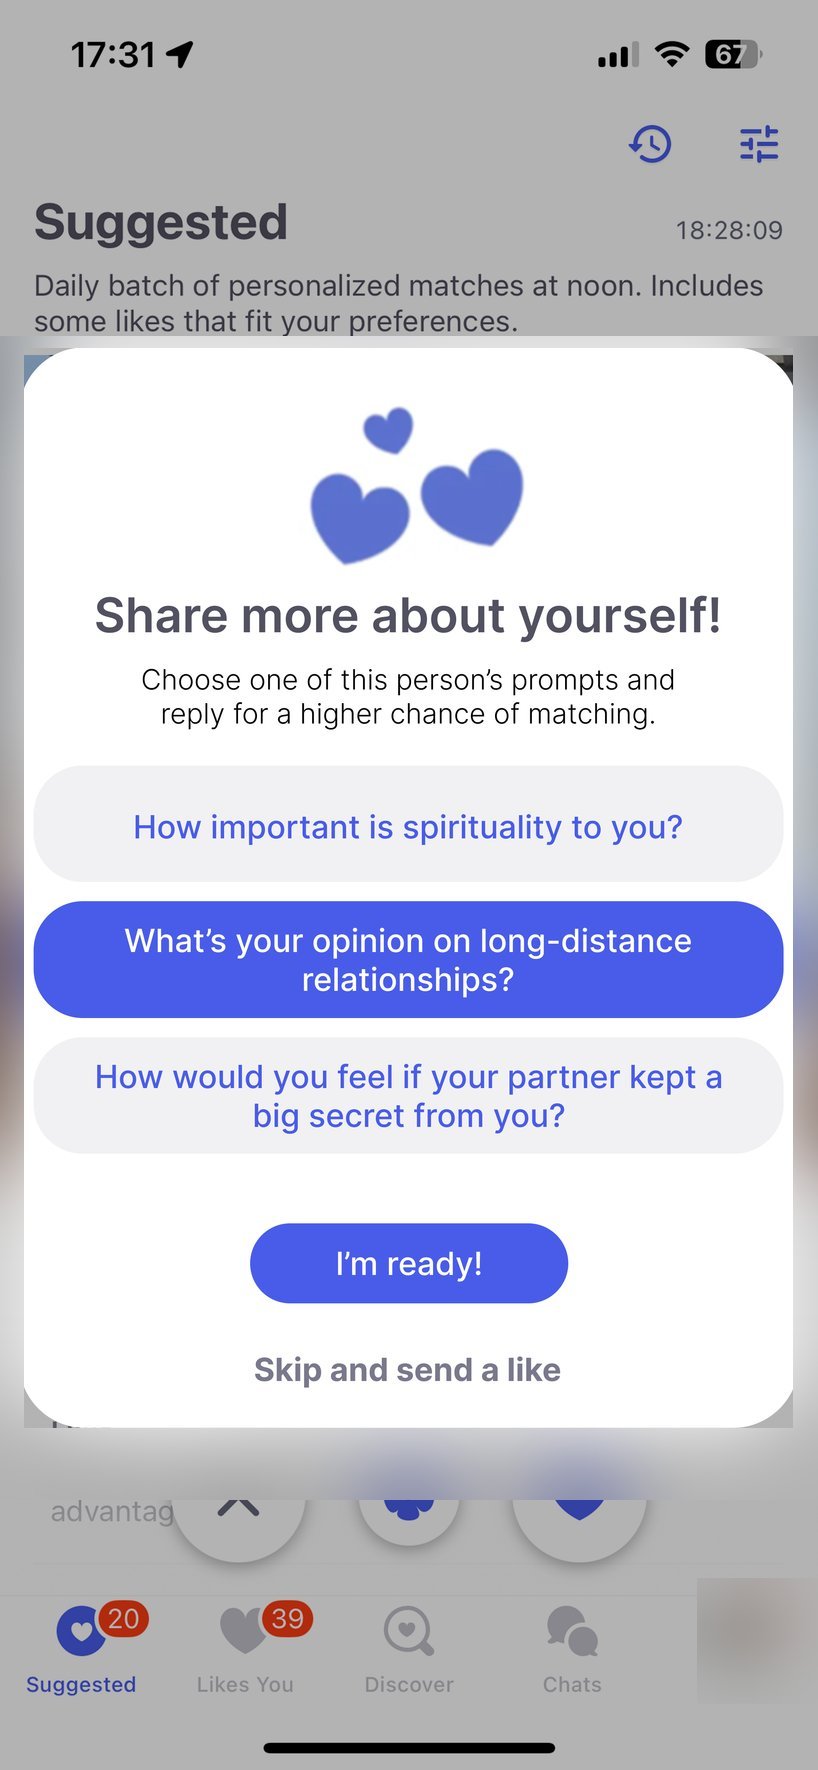 17:31
67
Suggested
18:28:09
Daily batch of personalized matches at noon. Includes
some likes that fit your preferences.
Share more about yourself!
Choose one of this person’s prompts and
reply for a higher chance of matching.
How important is spirituality to you?
What’s your opinion on long-distance
relationships?
How would you feel if your partner kept a
big secret from you?
I’m ready!
Skip and send a like
advantag
20
39
Suggested
Likes You
Discover
Chats